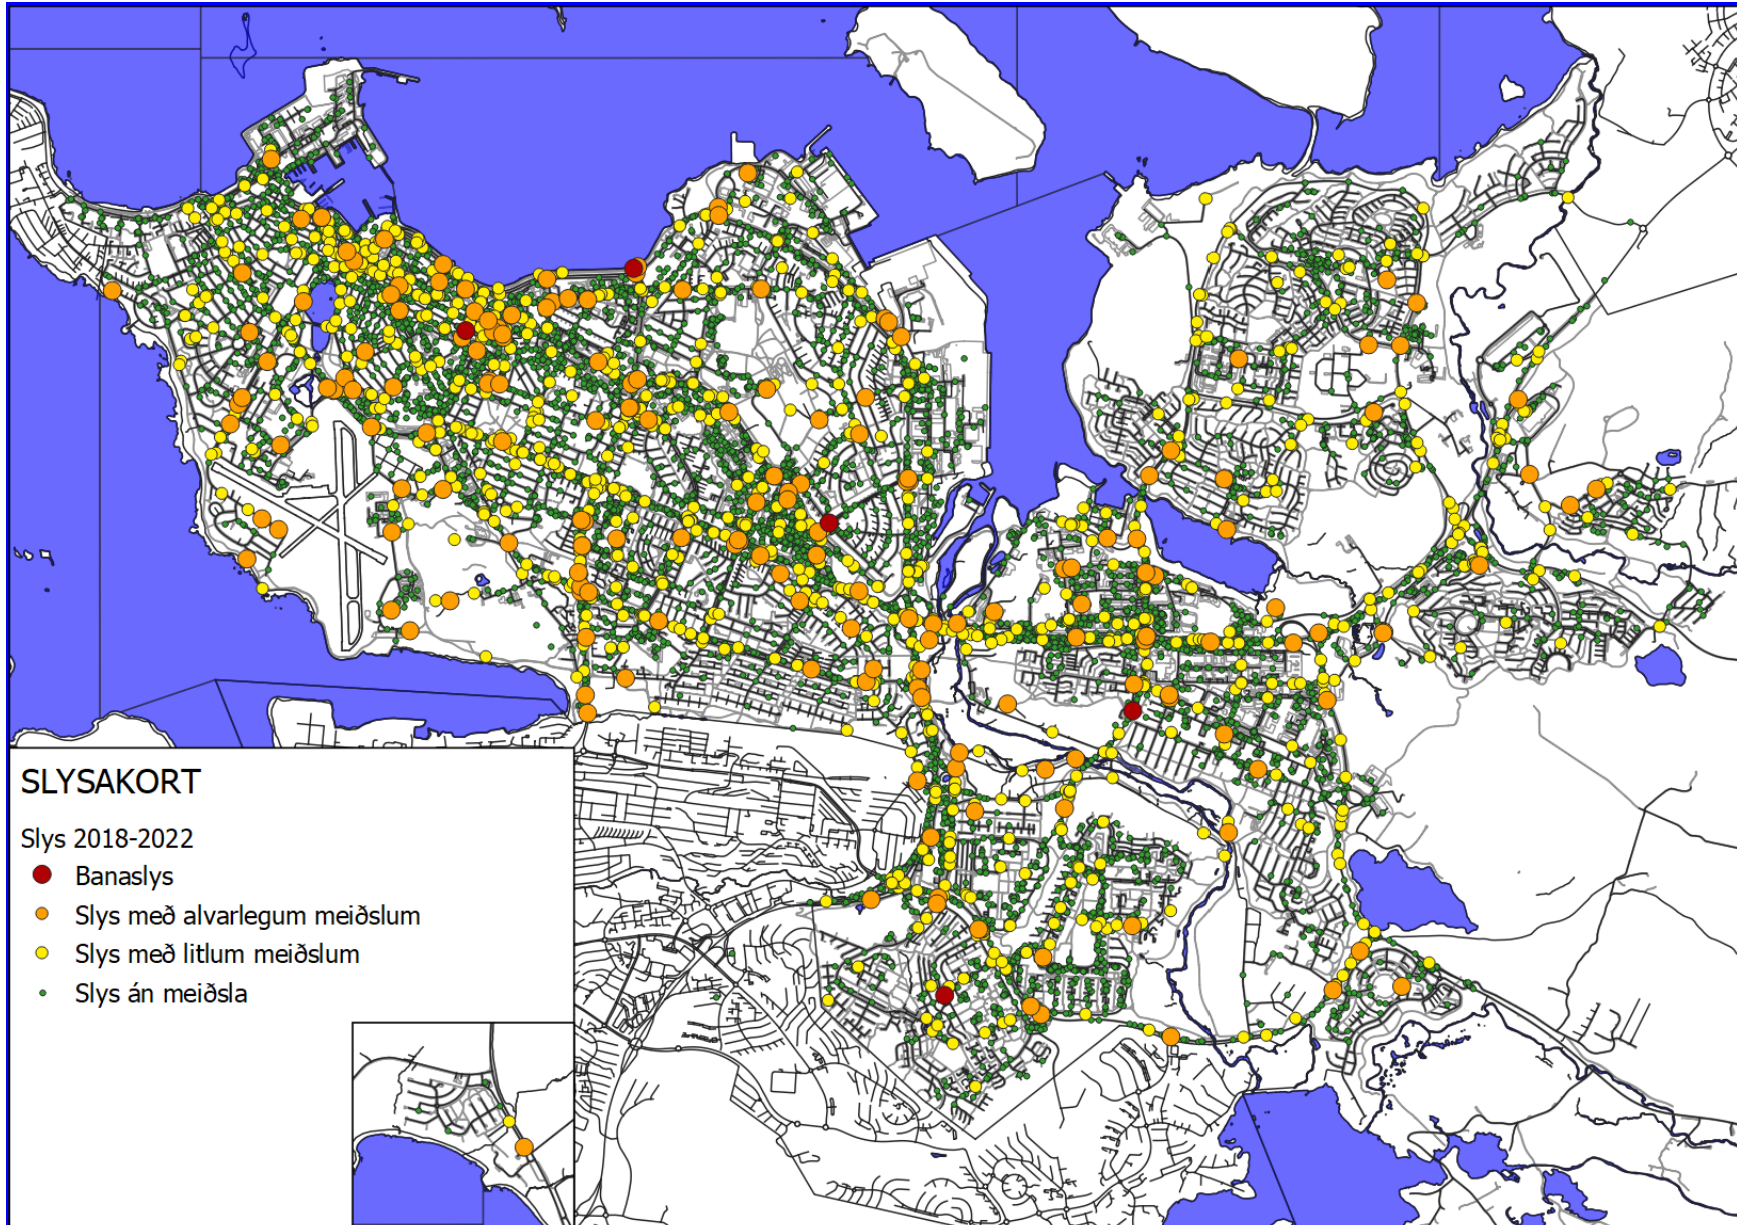 SLYSAKORT
Slys 2018-2022
Banaslys
Slys með alvarlegum meiðslum
Slys með litlum meiðslum
Slys án meiðsla